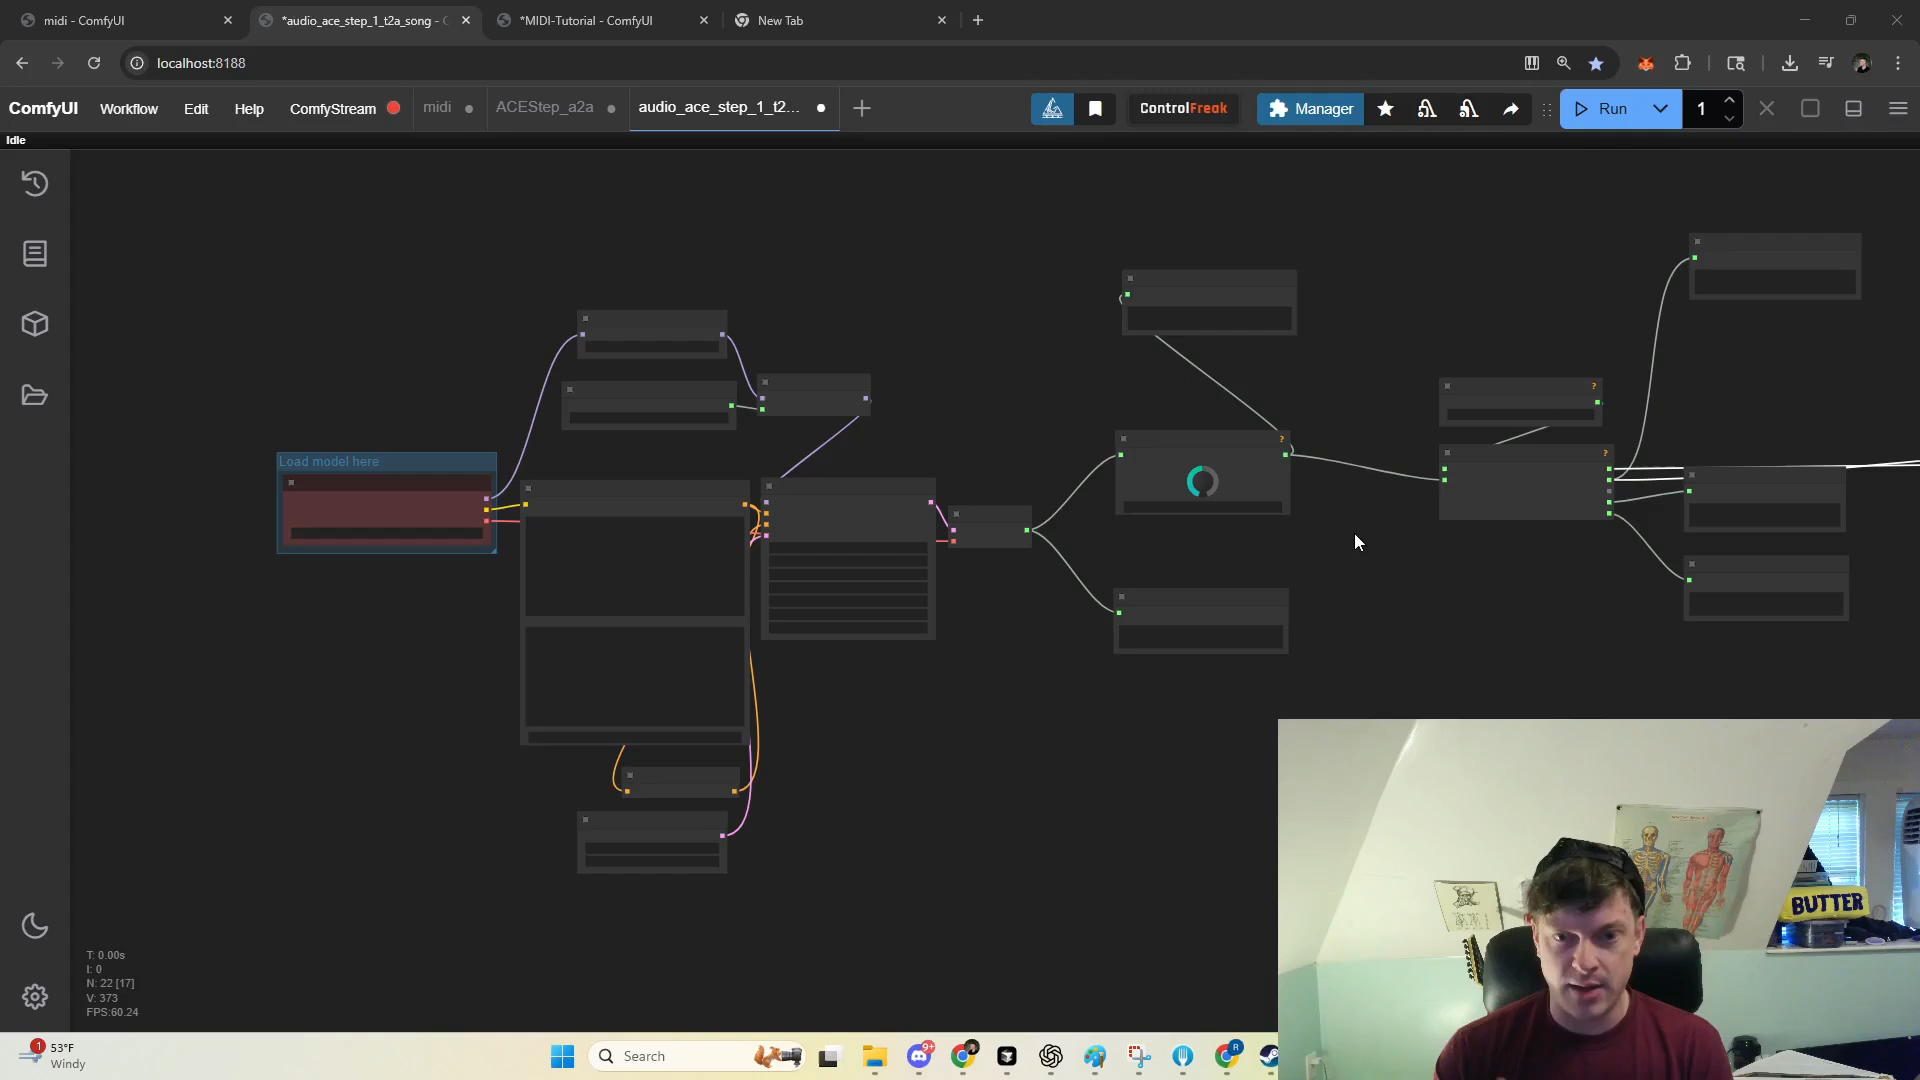 midi - ComfyUI
*audio_ace_step_1_t2a_song - C
*MIDI-Tutorial - ComfyUI
New Tab
localhost:8188
ComfyUI Workflow Edit Help ComfyStream midi ACEStep_a2a audio_ace_step_1_t2... ControlFreak Manager Run 1
Idle
Load model here
?
?
?
T: 0.00s
I: 0
N: 22 [17]
V: 373
FPS:60.24
BUTTER
1
53°F
Windy
Search
9+
R